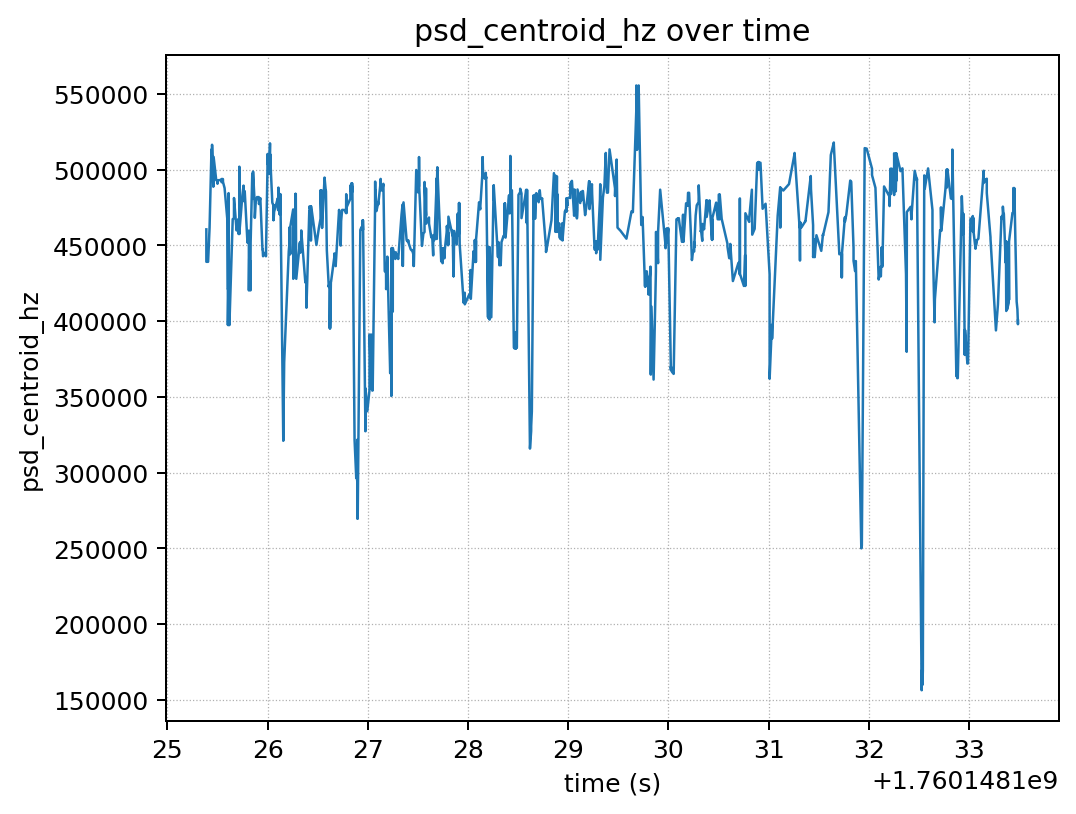 psd_centroid_hz over time
psd_centroid_hz
550000
500000
450000
400000
350000
300000
250000
200000
150000
25 26 27 28 29 30 31 32 33
time (s)
+1.7601481e9